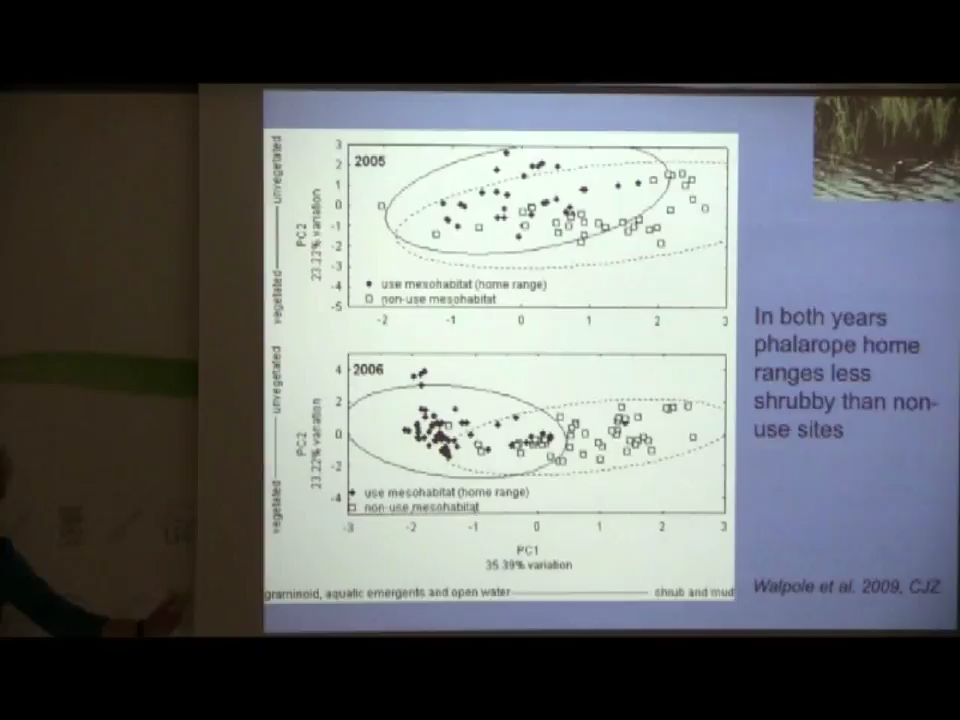 3
2
1
0
-1
-2
-3
-4
-5
2005
PC2
23.22% variation
vegetated unvegetated
use mesohabitat (home range)
non-use mesohabitat
-2 -1 0 1 2 3
4
2
0
-2
-4
2006
PC2
23.22% variation
vegetated unvegetated
use mesohabitat (home range)
non-use mesohabitat
-3 -2 -1 0 1 2 3
PC1
35.39% variation
graminoid, aquatic emergents and open water shrub and mud
In both years
phalarope home
ranges less
shrubby than non-
use sites
Walpole et al. 2009, CJZ